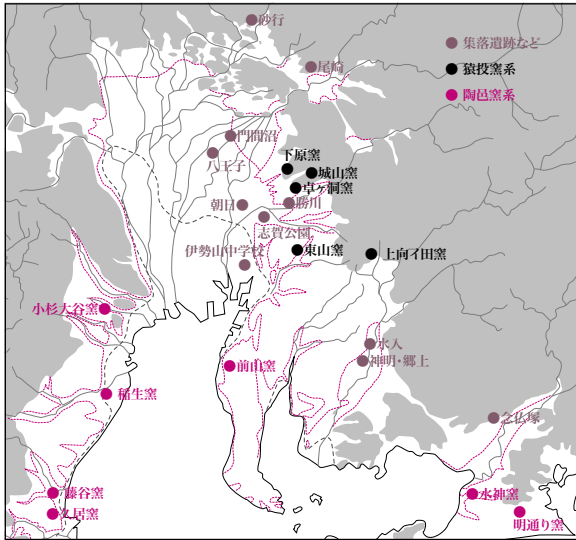 砂行
集落遺跡など
尾崎
猿投窯系
陶邑窯系
門間沼
八王子
下原窯
城山窯
卓ヶ洞窯
朝日
勝川
志賀公園
伊勢山中学校
東山窯
上向イ田窯
小杉大谷窯
水入
神明・郷上
前山窯
稲生窯
念仏塚
藤谷窯
久居窯
水神窯
明通り窯